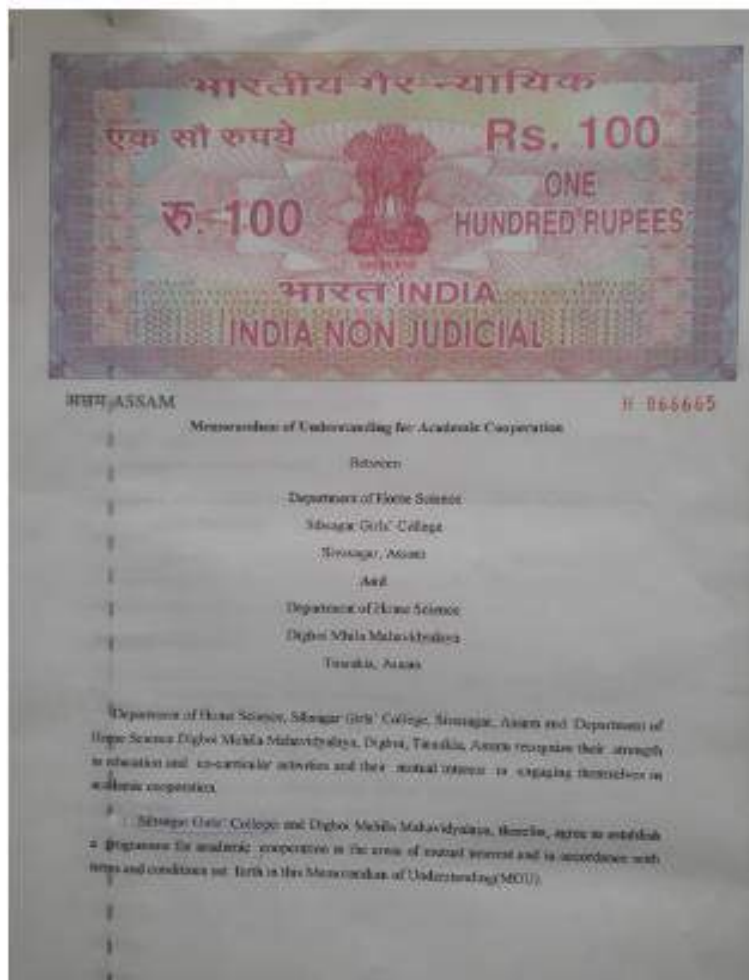 भारतीय गैर न्यायिक
एक सौ रुपये Rs. 100
रु. 100 ONE
HUNDRED RUPEES
भारत INDIA
INDIA NON JUDICIAL
असम ASSAM H 066665
Memorandum of Understanding for Academic Cooperation
Between
Department of Home Science
Sibsagar Girls' College
Sivasagar, Assam
And
Department of Home Science
Digboi Mhila Mahavidyalaya
Tinsukia, Assam
Department of Home Science, Sibsagar Girls' College, Sivasagar, Assam and Department of
Home Science Digboi Mohila Mahavidyalaya, Digboi, Tinsukia, Assam recognize their strength
in education and co-curricular activities and their mutual interest in engaging themselves in
academic cooperation.
Sibsagar Girls' College and Digboi Mohila Mahavidyalaya, agree to establish
a programme for academic cooperation in the areas of mutual interest and in accordance with
terms and conditions set forth in this Memorandum of Understanding(MOU).